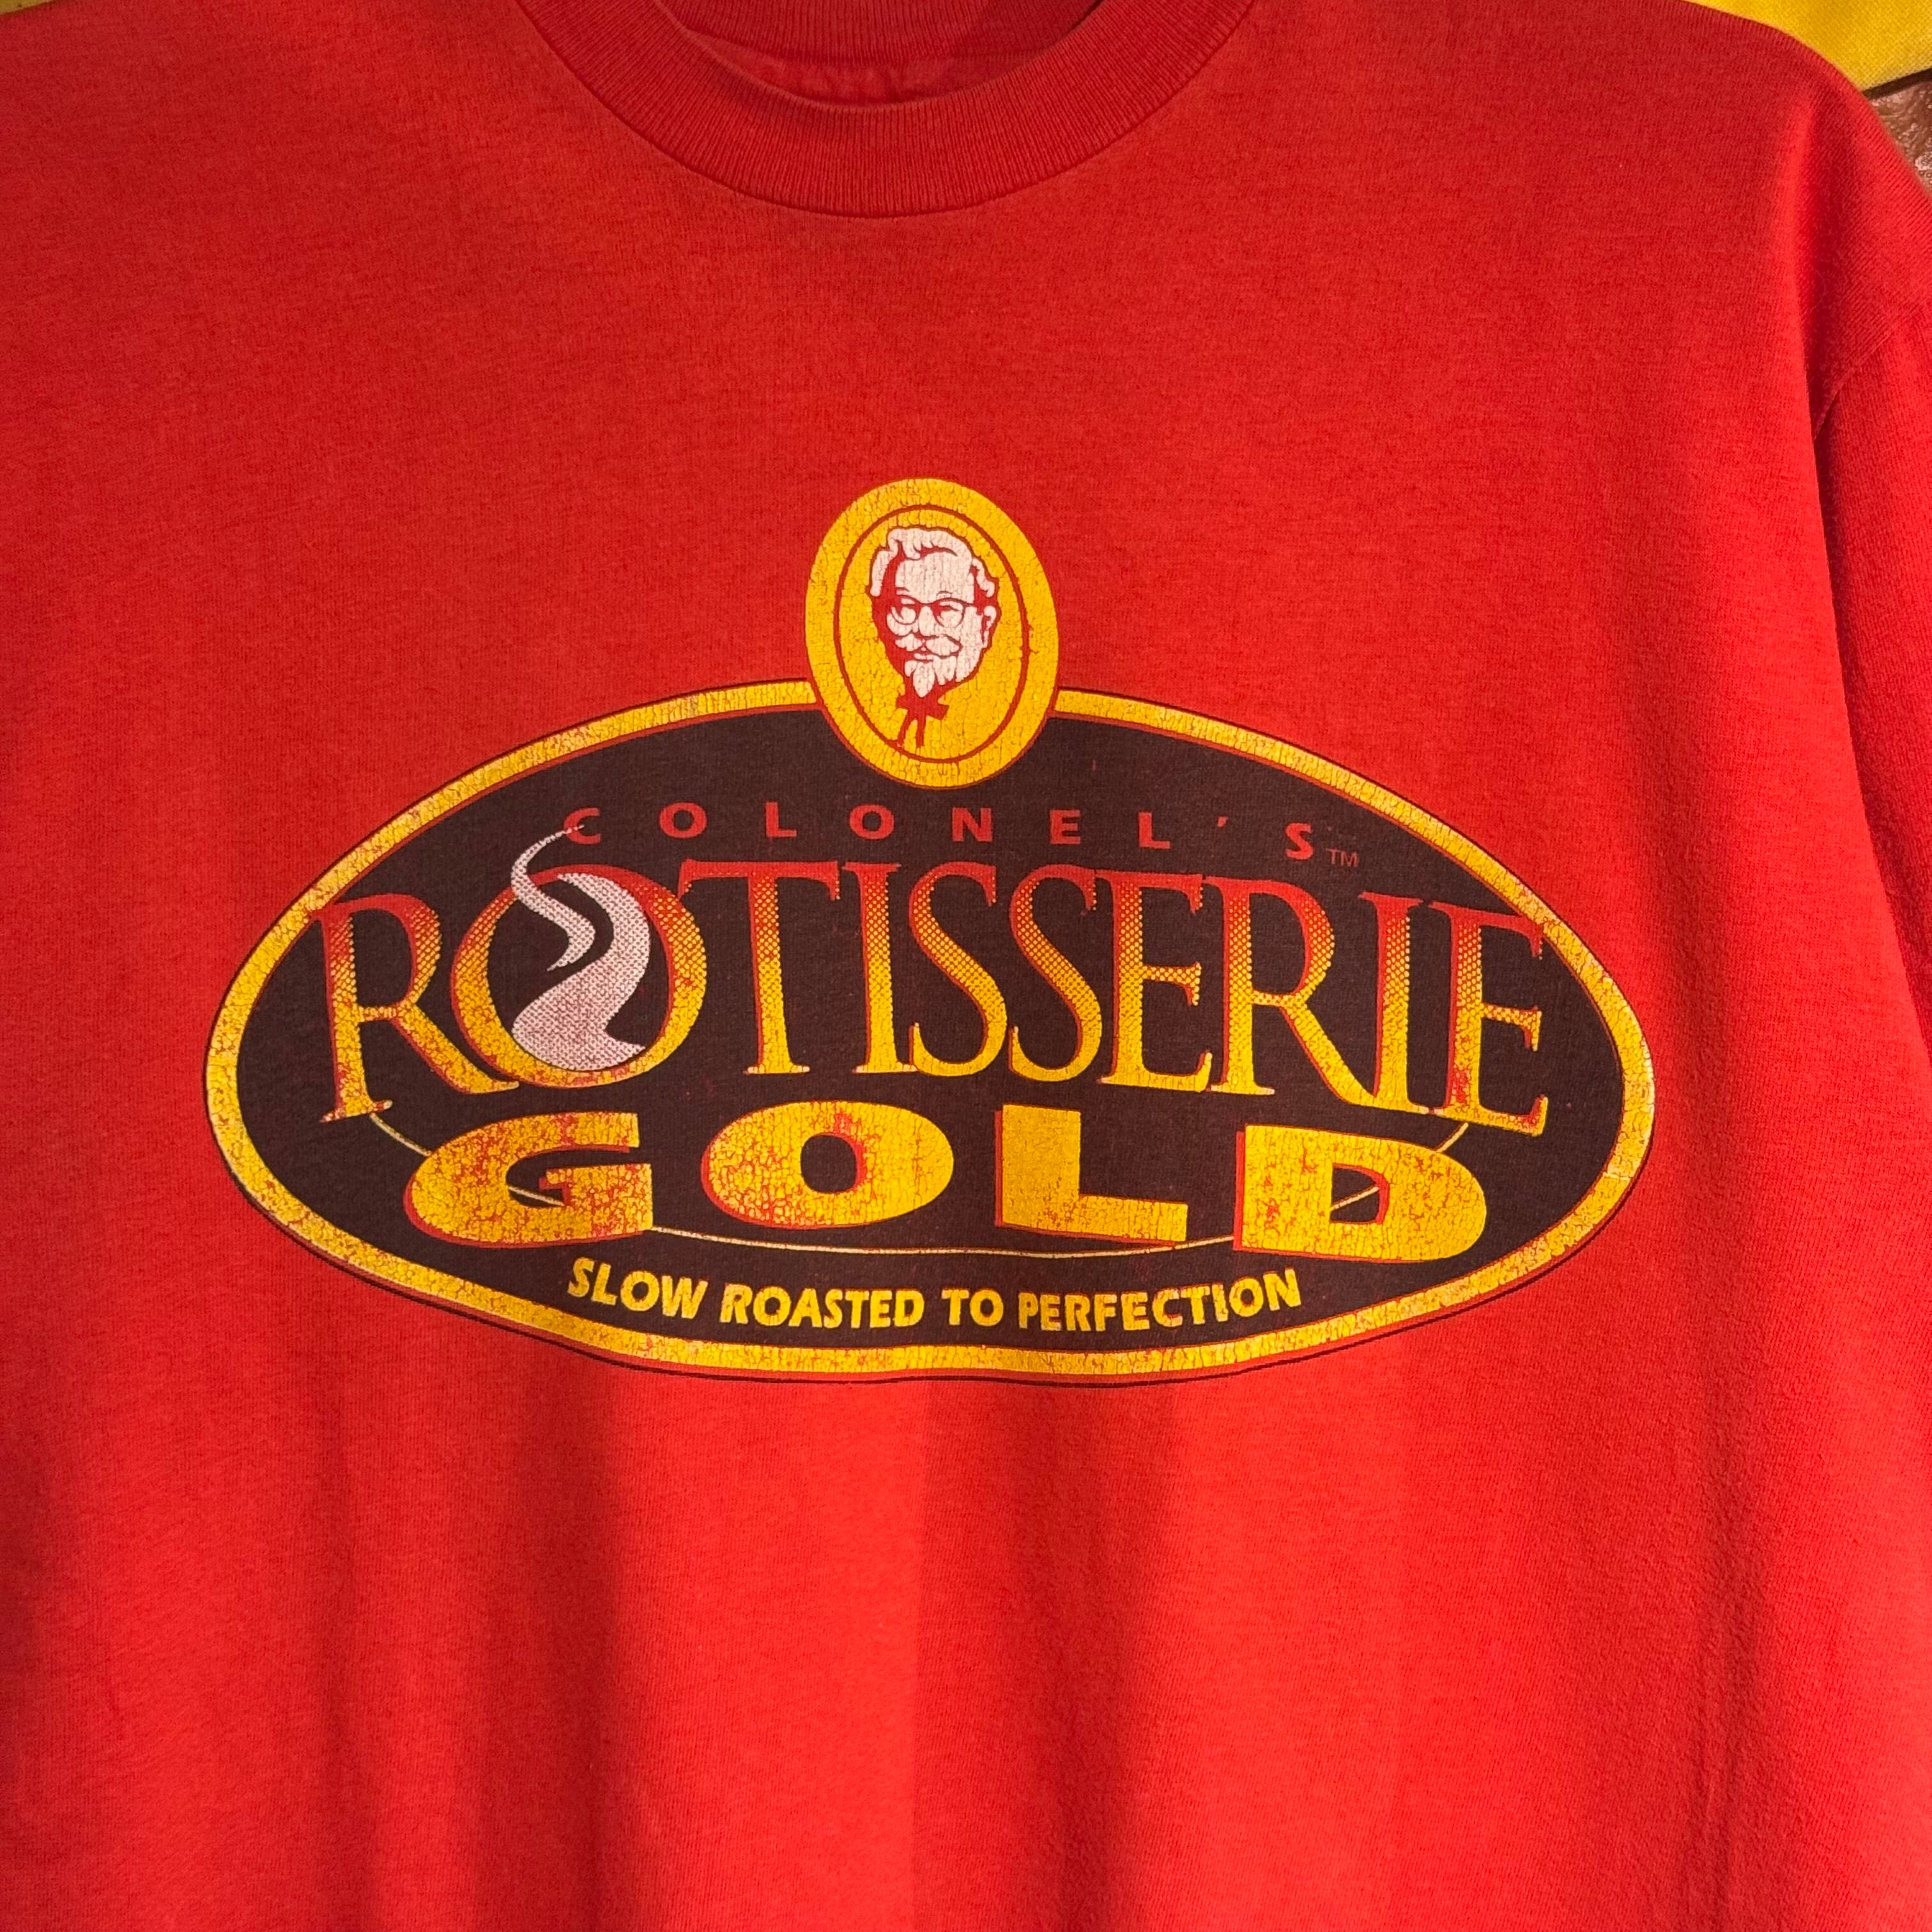 COLONEL'S™
ROTISSERIE
GOLD
SLOW ROASTED TO PERFECTION